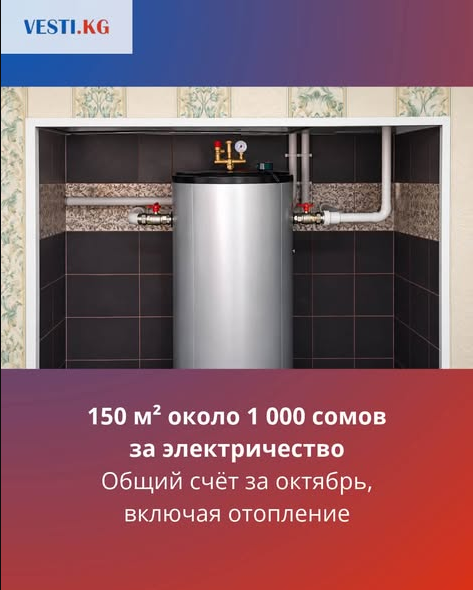 VESTI.KG
150 м² около 1 000 сомов
за электричество
Общий счёт за октябрь,
включая отопление